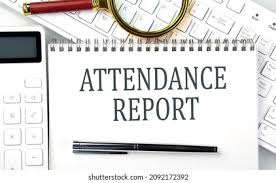 ATTENDANCE
REPORT
shutterstock.com · 2092172392